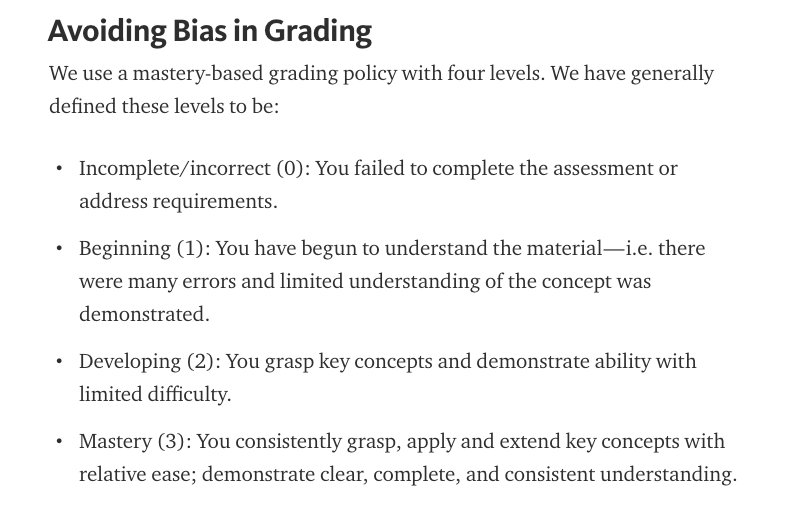 Avoiding Bias in Grading
We use a mastery-based grading policy with four levels. We have generally
defined these levels to be:
• Incomplete/incorrect (0): You failed to complete the assessment or
address requirements.
• Beginning (1): You have begun to understand the material—i.e. there
were many errors and limited understanding of the concept was
demonstrated.
• Developing (2): You grasp key concepts and demonstrate ability with
limited difficulty.
• Mastery (3): You consistently grasp, apply and extend key concepts with
relative ease; demonstrate clear, complete, and consistent understanding.